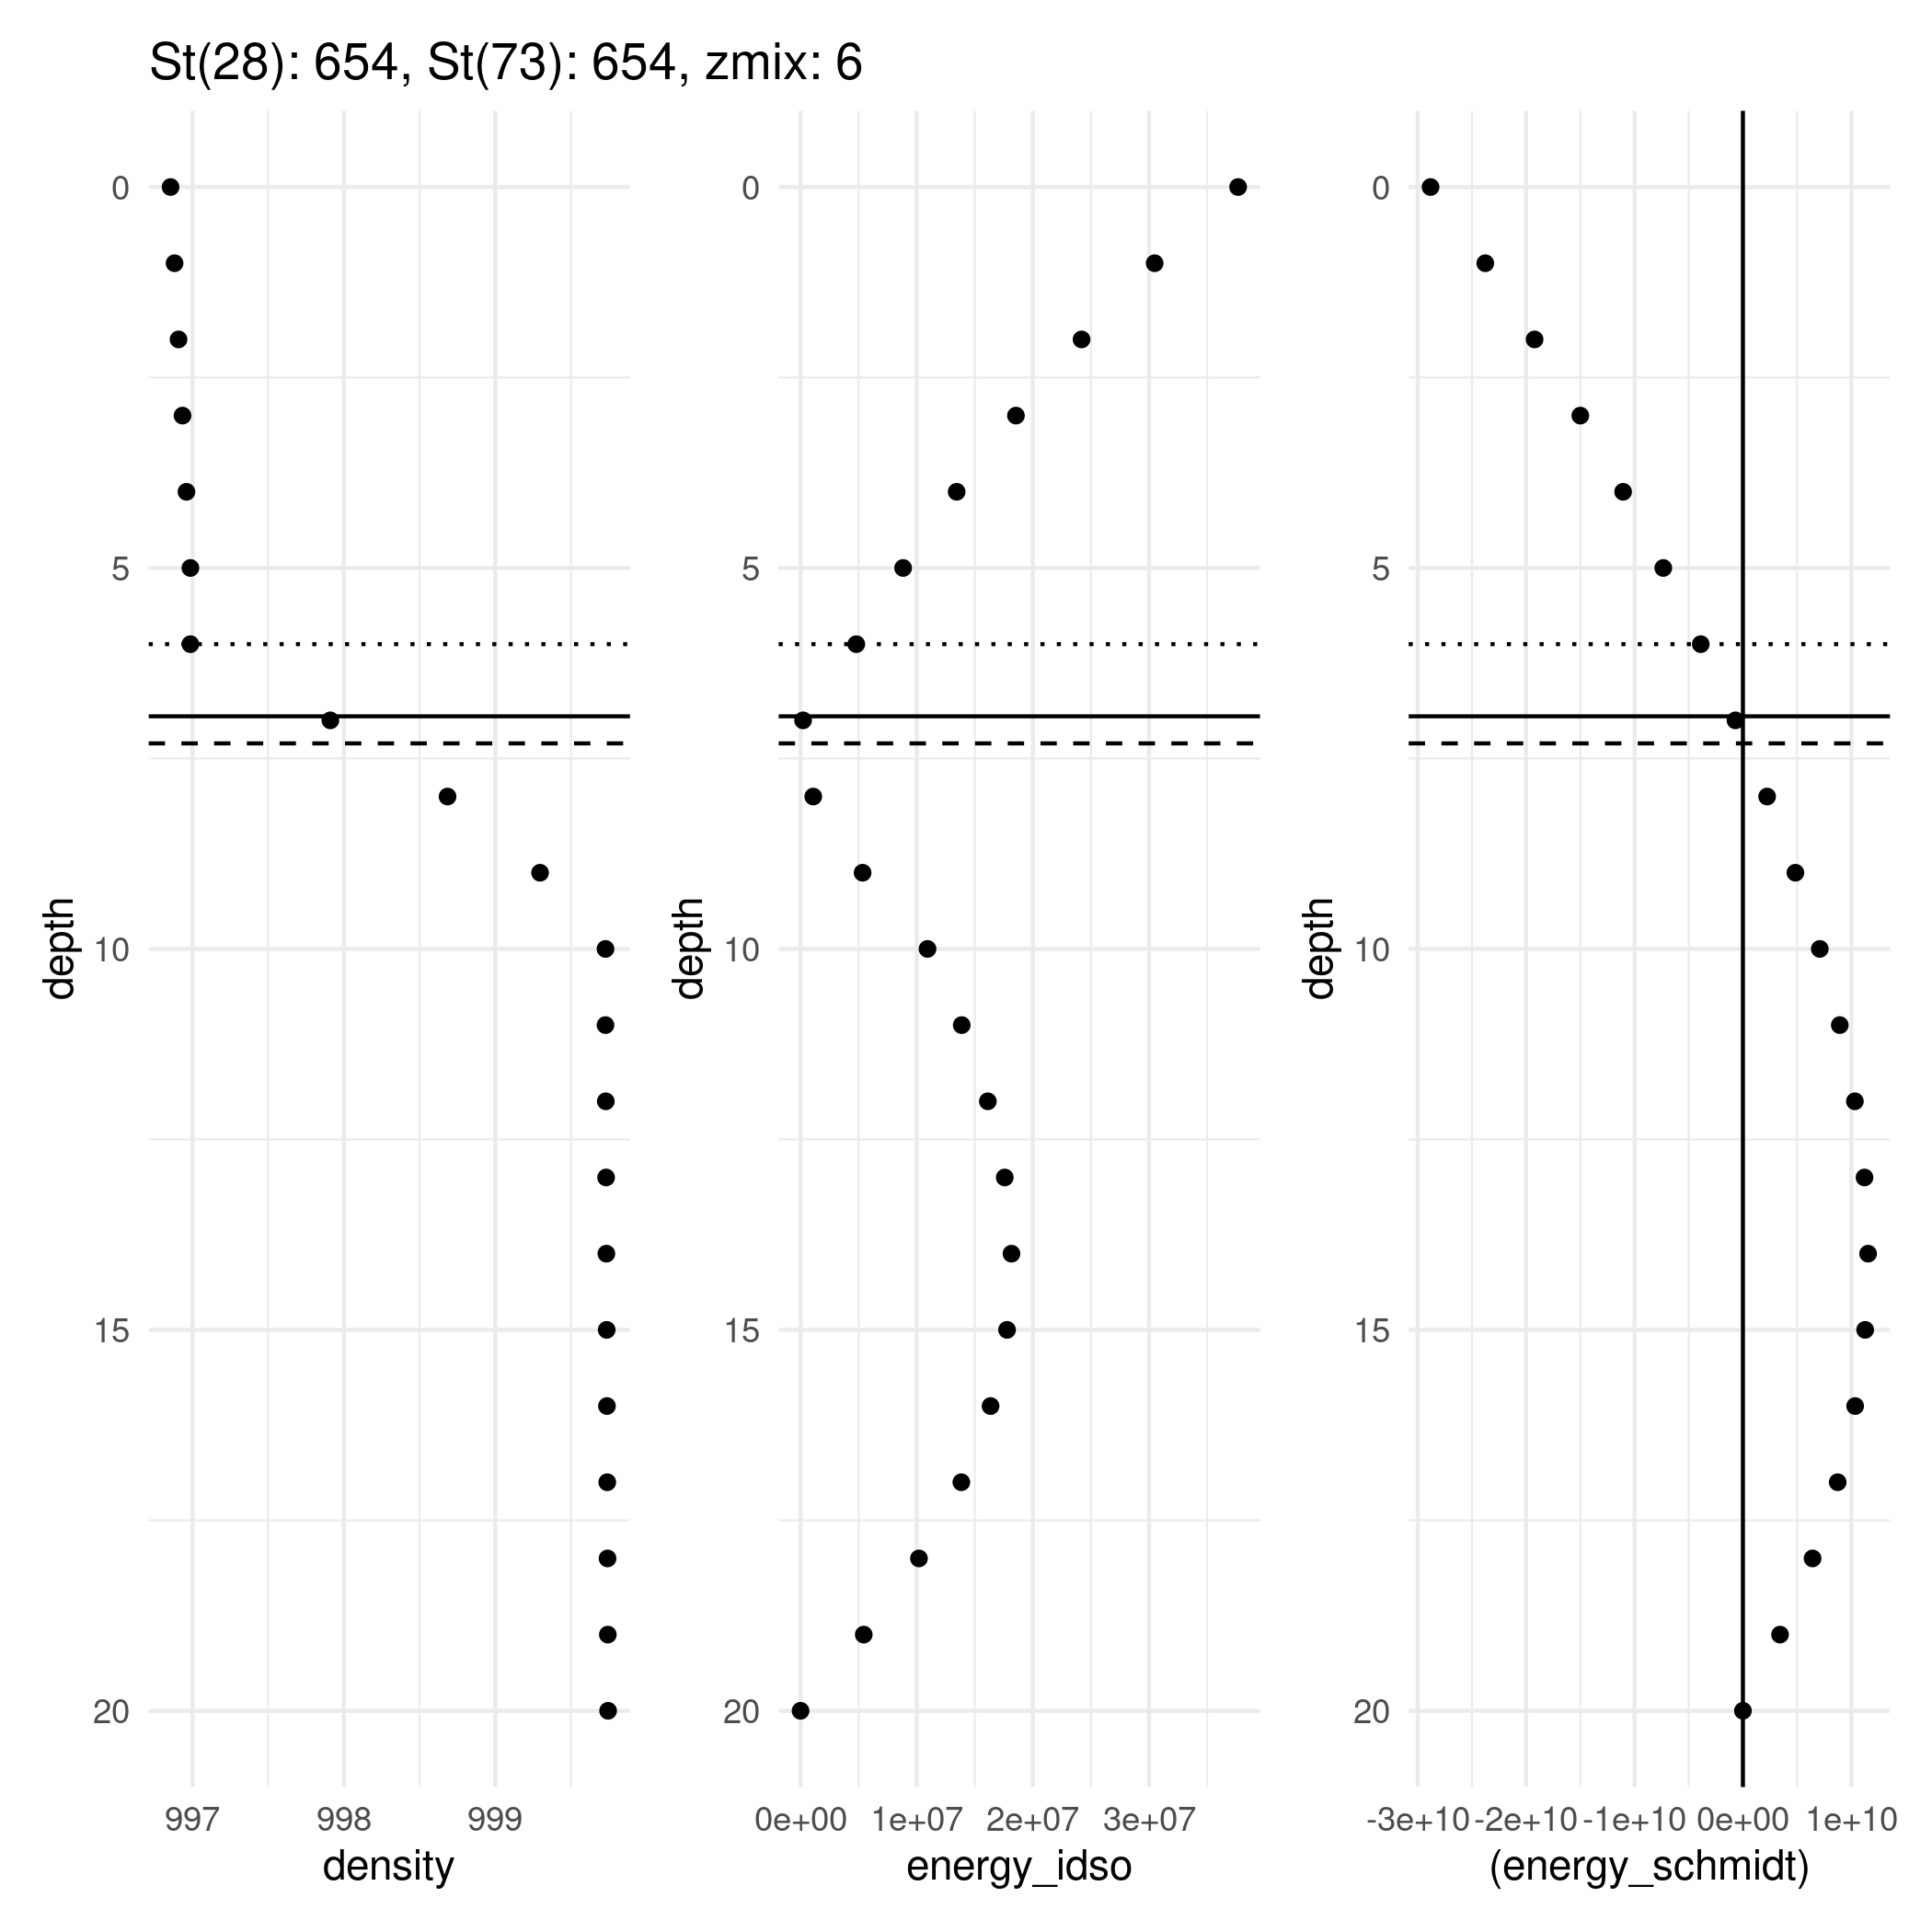 St(28): 654, St(73): 654, zmix: 6
0
5
10
15
20
depth
997 998 999
density
0
5
10
15
20
depth
0e+00 1e+07 2e+07 3e+07
energy_idso
0
5
10
15
20
depth
-3e+10 -2e+10 -1e+10 0e+00 1e+10
(energy_schmidt)